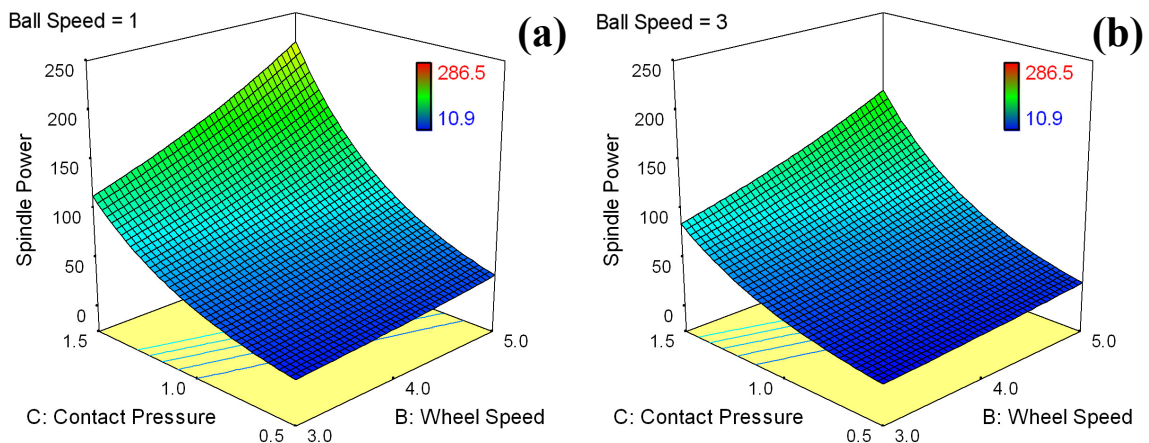 Ball Speed = 1
(a)
286.5
10.9
250
200
150
100
50
0
Spindle Power
1.5
1.0
0.5
C: Contact Pressure
5.0
4.0
3.0
B: Wheel Speed
Ball Speed = 3
(b)
286.5
10.9
250
200
150
100
50
0
Spindle Power
1.5
1.0
0.5
C: Contact Pressure
5.0
4.0
3.0
B: Wheel Speed